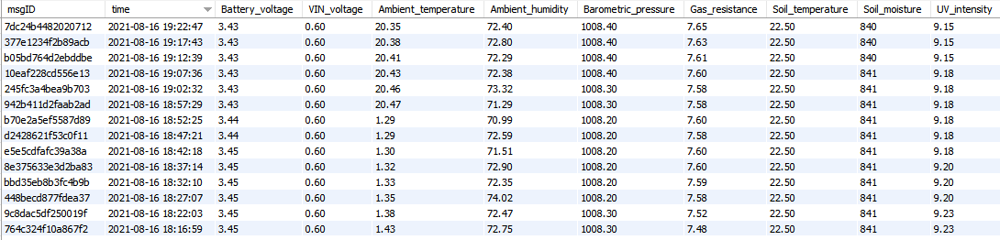 msgID time Battery_voltage VIN_voltage Ambient_temperature Ambient_humidity Barometric_pressure Gas_resistance Soil_temperature Soil_moisture UV_intensity
7dc24b4482020712 2021-08-16 19:22:47 3.43 0.60 20.35 72.40 1008.40 7.65 22.50 840 9.15
377e1234f2b89acb 2021-08-16 19:17:43 3.43 0.60 20.38 72.80 1008.40 7.63 22.50 840 9.15
b05bd764d2ebddbe 2021-08-16 19:12:39 3.43 0.60 20.41 72.29 1008.40 7.61 22.50 840 9.15
10eaf228cd556e13 2021-08-16 19:07:36 3.43 0.60 20.43 72.38 1008.40 7.60 22.50 841 9.18
245fc3a4bea9b703 2021-08-16 19:02:32 3.43 0.60 20.46 73.32 1008.30 7.58 22.50 841 9.18
942b411d2faab2ad 2021-08-16 18:57:29 3.43 0.60 20.47 71.29 1008.30 7.58 22.50 841 9.18
b70e2a5ef5587d89 2021-08-16 18:52:25 3.44 0.60 1.29 70.99 1008.20 7.60 22.50 841 9.18
d2428621f53c0f11 2021-08-16 18:47:21 3.44 0.60 1.29 72.59 1008.20 7.58 22.50 841 9.18
e5e5cdfafc39a38a 2021-08-16 18:42:18 3.45 0.60 1.30 71.51 1008.20 7.60 22.50 841 9.18
8e375633e3d2ba83 2021-08-16 18:37:14 3.45 0.60 1.32 72.90 1008.20 7.60 22.50 841 9.20
bbd35eb8b3fc4b9b 2021-08-16 18:32:10 3.45 0.60 1.33 72.35 1008.20 7.59 22.50 841 9.20
448becd877fdea37 2021-08-16 18:27:07 3.45 0.60 1.35 74.02 1008.20 7.58 22.50 841 9.20
9c8dac5df250019f 2021-08-16 18:22:03 3.45 0.60 1.38 72.47 1008.30 7.52 22.50 841 9.23
764c324f10a867f2 2021-08-16 18:16:59 3.45 0.60 1.43 72.75 1008.30 7.48 22.50 841 9.23